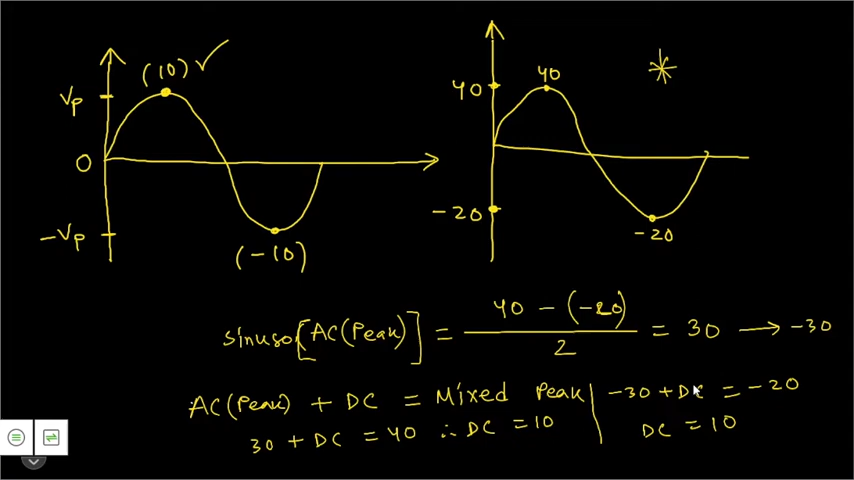 Vp
(10) ✓
0
-Vp
(-10)
40
40
*
-20
-20
sinuso[AC(Peak)] = 40 - (-20) / 2 = 30 → -30
AC(Peak) + DC = Mixed Peak | -30 + DC = -20
30 + DC = 40 ∴ DC = 10 | DC = 10